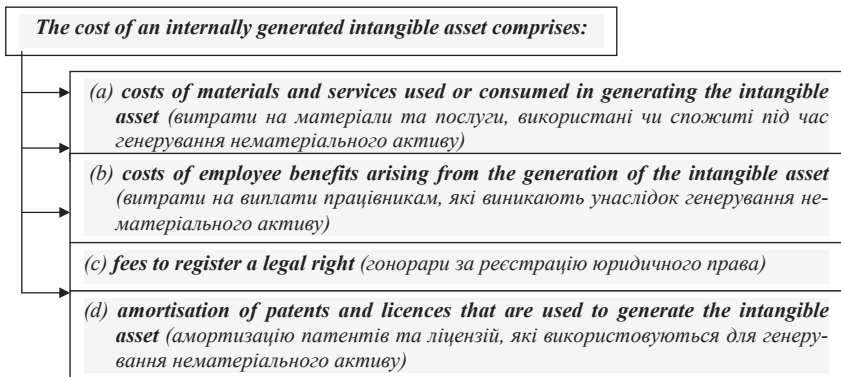 The cost of an internally generated intangible asset comprises:
(a) costs of materials and services used or consumed in generating the intangible
asset (витрати на матеріали та послуги, використані чи спожиті під час
генерування нематеріального активу)
(b) costs of employee benefits arising from the generation of the intangible asset
(витрати на виплати працівникам, які виникають унаслідок генерування не-
матеріального активу)
(c) fees to register a legal right (гонорари за реєстрацію юридичного права)
(d) amortisation of patents and licences that are used to generate the intangible
asset (амортизацію патентів та ліцензій, які використовуються для генеру-
вання нематеріального активу)